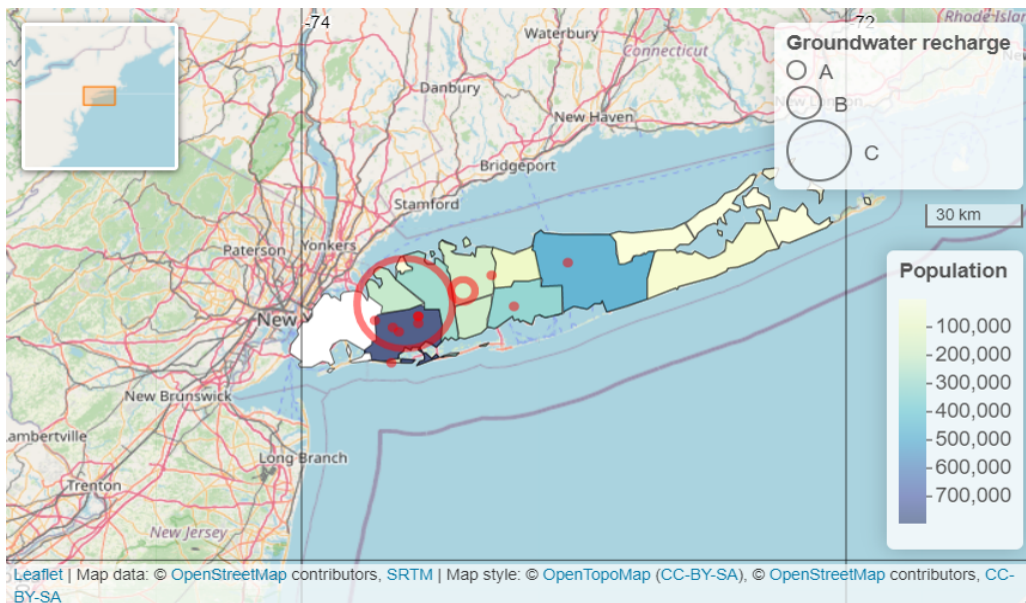 -74
-72
Rhode Islan
Waterbury
Connecticut
Groundwater recharge
A
B
C
Danbury
New London
New Haven
Bridgeport
Stamford
30 km
Paterson
Yonkers
Population
New Y
100,000
200,000
300,000
400,000
500,000
600,000
700,000
New Brunswick
ambertville
Long Branch
Trenton
New Jersey
Leaflet | Map data: © OpenStreetMap contributors, SRTM | Map style: © OpenTopoMap (CC-BY-SA), © OpenStreetMap contributors, CC-
BY-SA